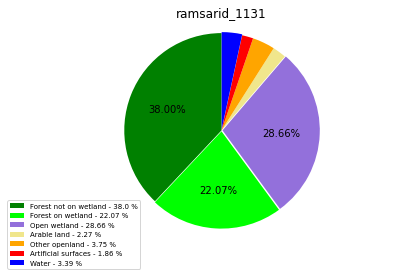 ramsarid_1131
38.00%
28.66%
22.07%
Forest not on wetland - 38.0 %
Forest on wetland - 22.07 %
Open wetland - 28.66 %
Arable land - 2.27 %
Other openland - 3.75 %
Artificial surfaces - 1.86 %
Water - 3.39 %